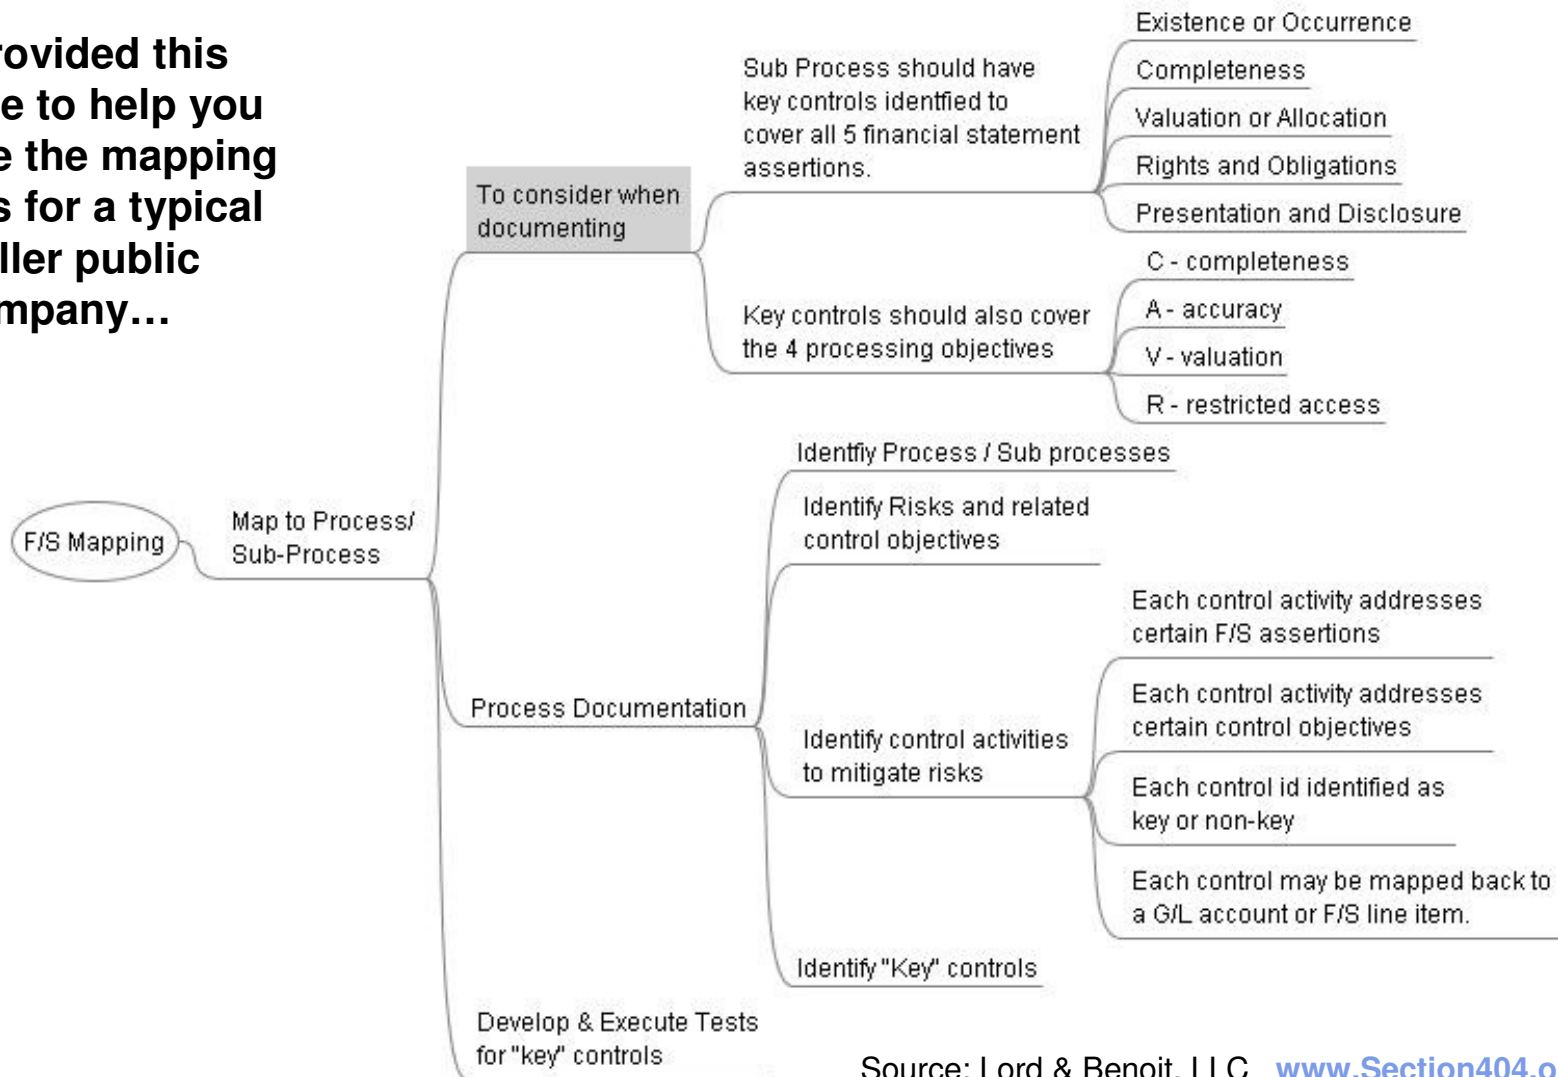 rovided this
e to help you
e the mapping
s for a typical
ller public
mpany…
F/S Mapping
Map to Process/
Sub-Process
To consider when
documenting
Sub Process should have
key controls identfied to
cover all 5 financial statement
assertions.
Existence or Occurrence
Completeness
Valuation or Allocation
Rights and Obligations
Presentation and Disclosure
Key controls should also cover
the 4 processing objectives
C - completeness
A - accuracy
V - valuation
R - restricted access
Process Documentation
Identfiy Process / Sub processes
Identify Risks and related
control objectives
Identify control activities
to mitigate risks
Each control activity addresses
certain F/S assertions
Each control activity addresses
certain control objectives
Each control id identified as
key or non-key
Each control may be mapped back to
a G/L account or F/S line item.
Identify "Key" controls
Develop & Execute Tests
for "key" controls
Source: Lord & Benoit, LLC www.Section404.o